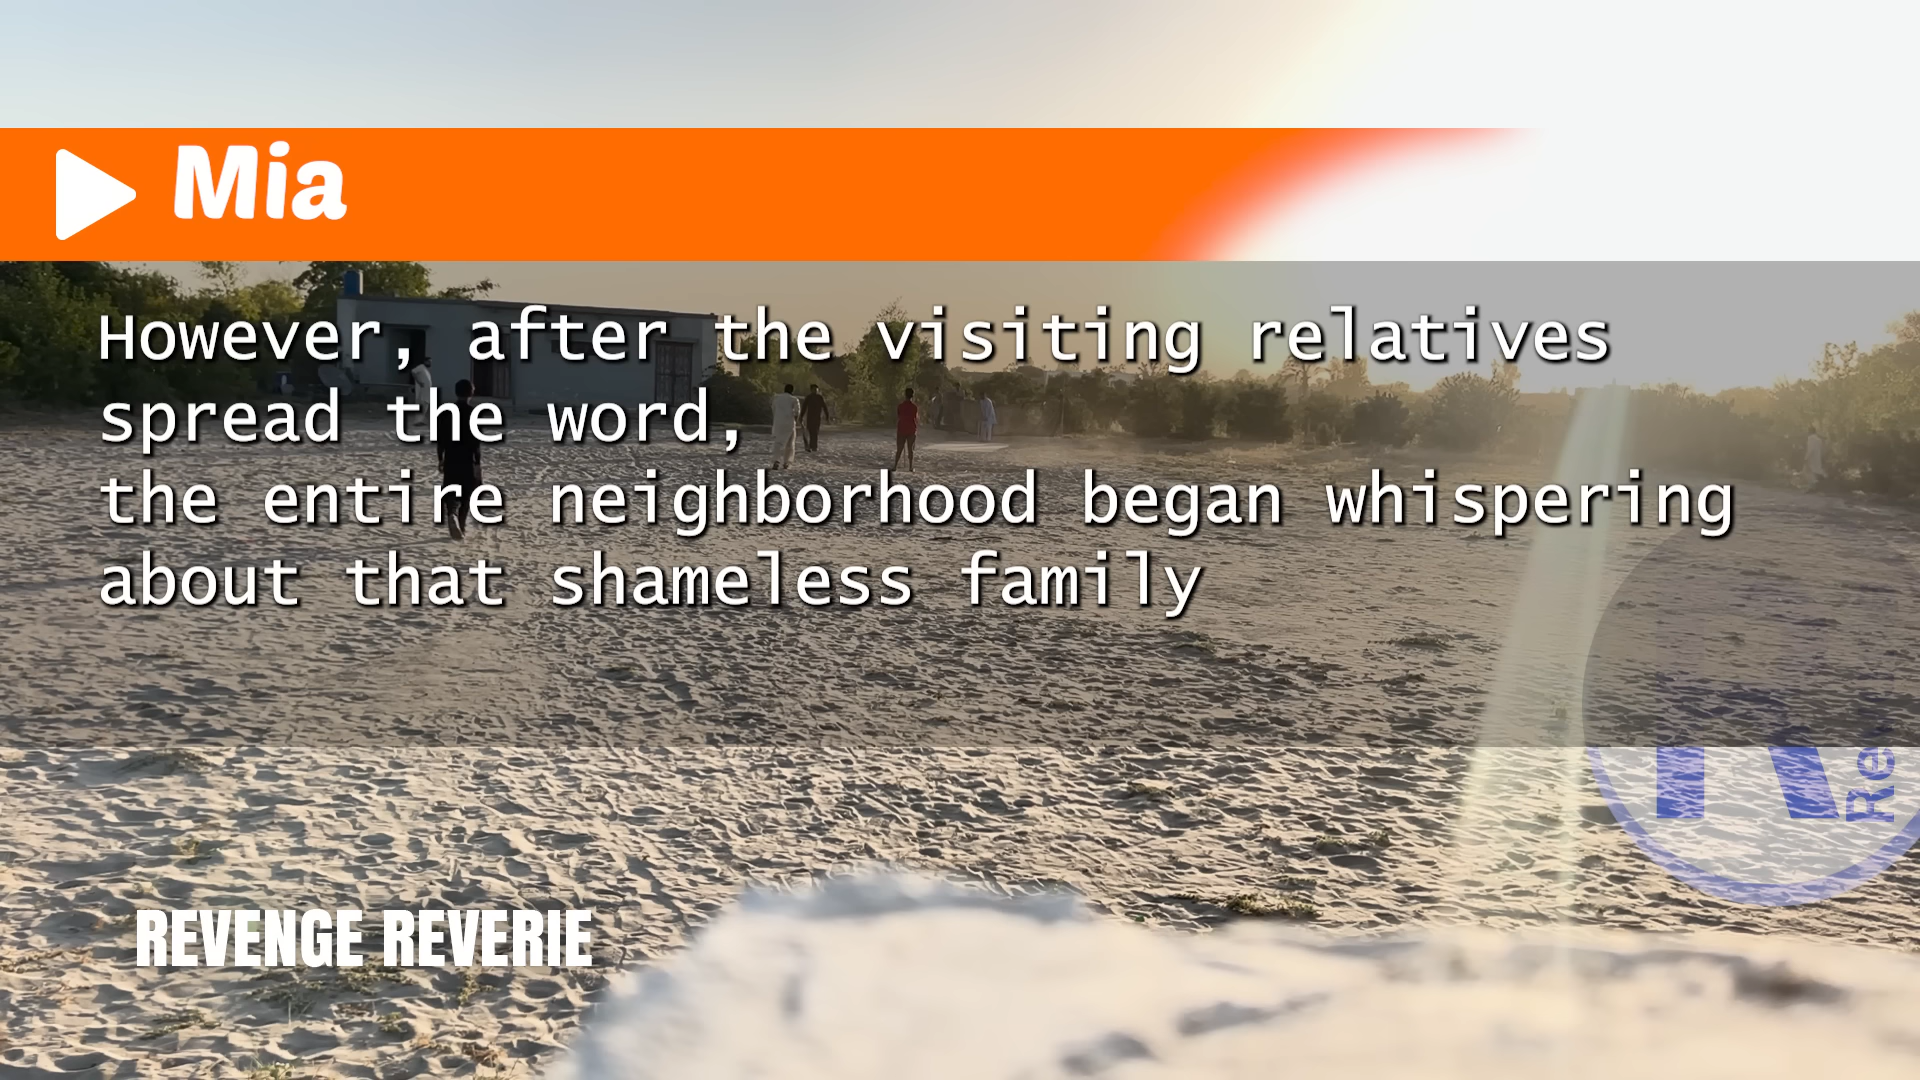 Mia
However, after the visiting relatives
spread the word,
the entire neighborhood began whispering
about that shameless family
Re
REVENGE REVERIE